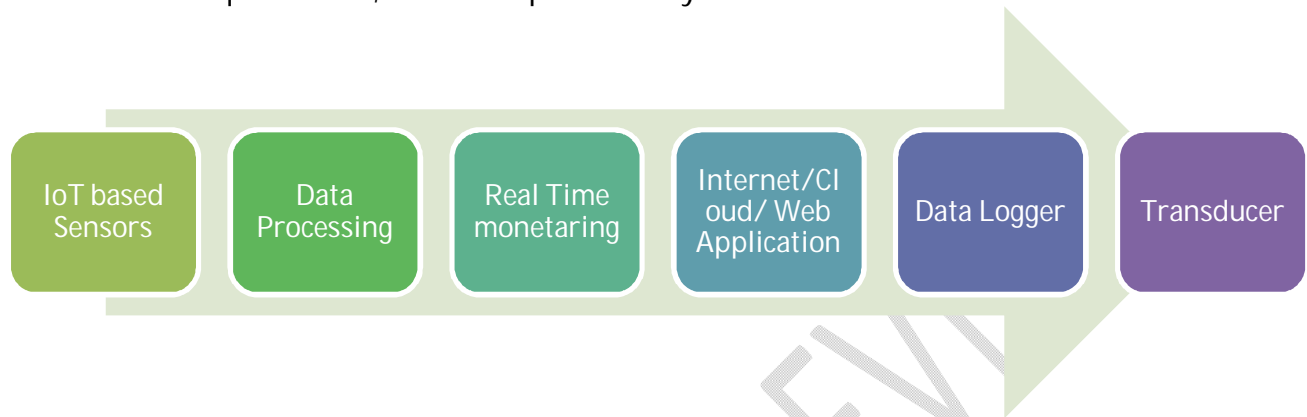 IoT based
Sensors
Data
Processing
Real Time
monetaring
Internet/Cl
oud/ Web
Application
Data Logger
Transducer